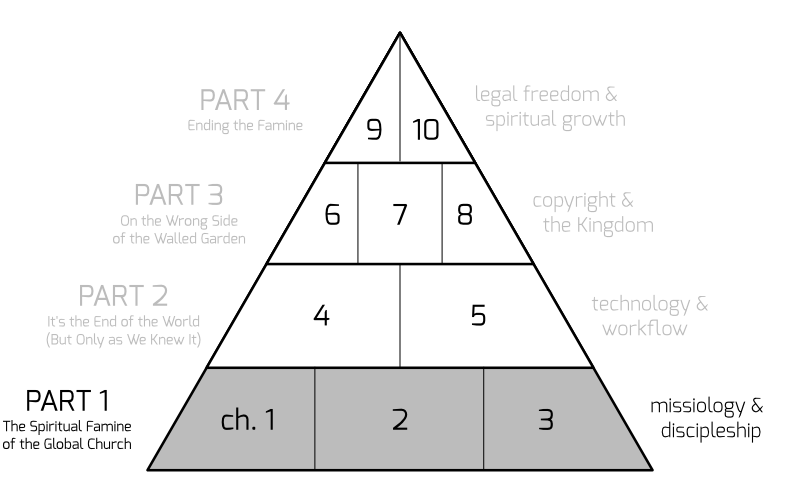 PART 4
Ending the Famine
9
10
legal freedom &
spiritual growth
PART 3
On the Wrong Side
of the Walled Garden
6
7
8
copyright &
the Kingdom
PART 2
It's the End of the World
(But Only as We Knew It)
4
5
technology &
workflow
PART 1
The Spiritual Famine
of the Global Church
ch. 1
2
3
missiology &
discipleship